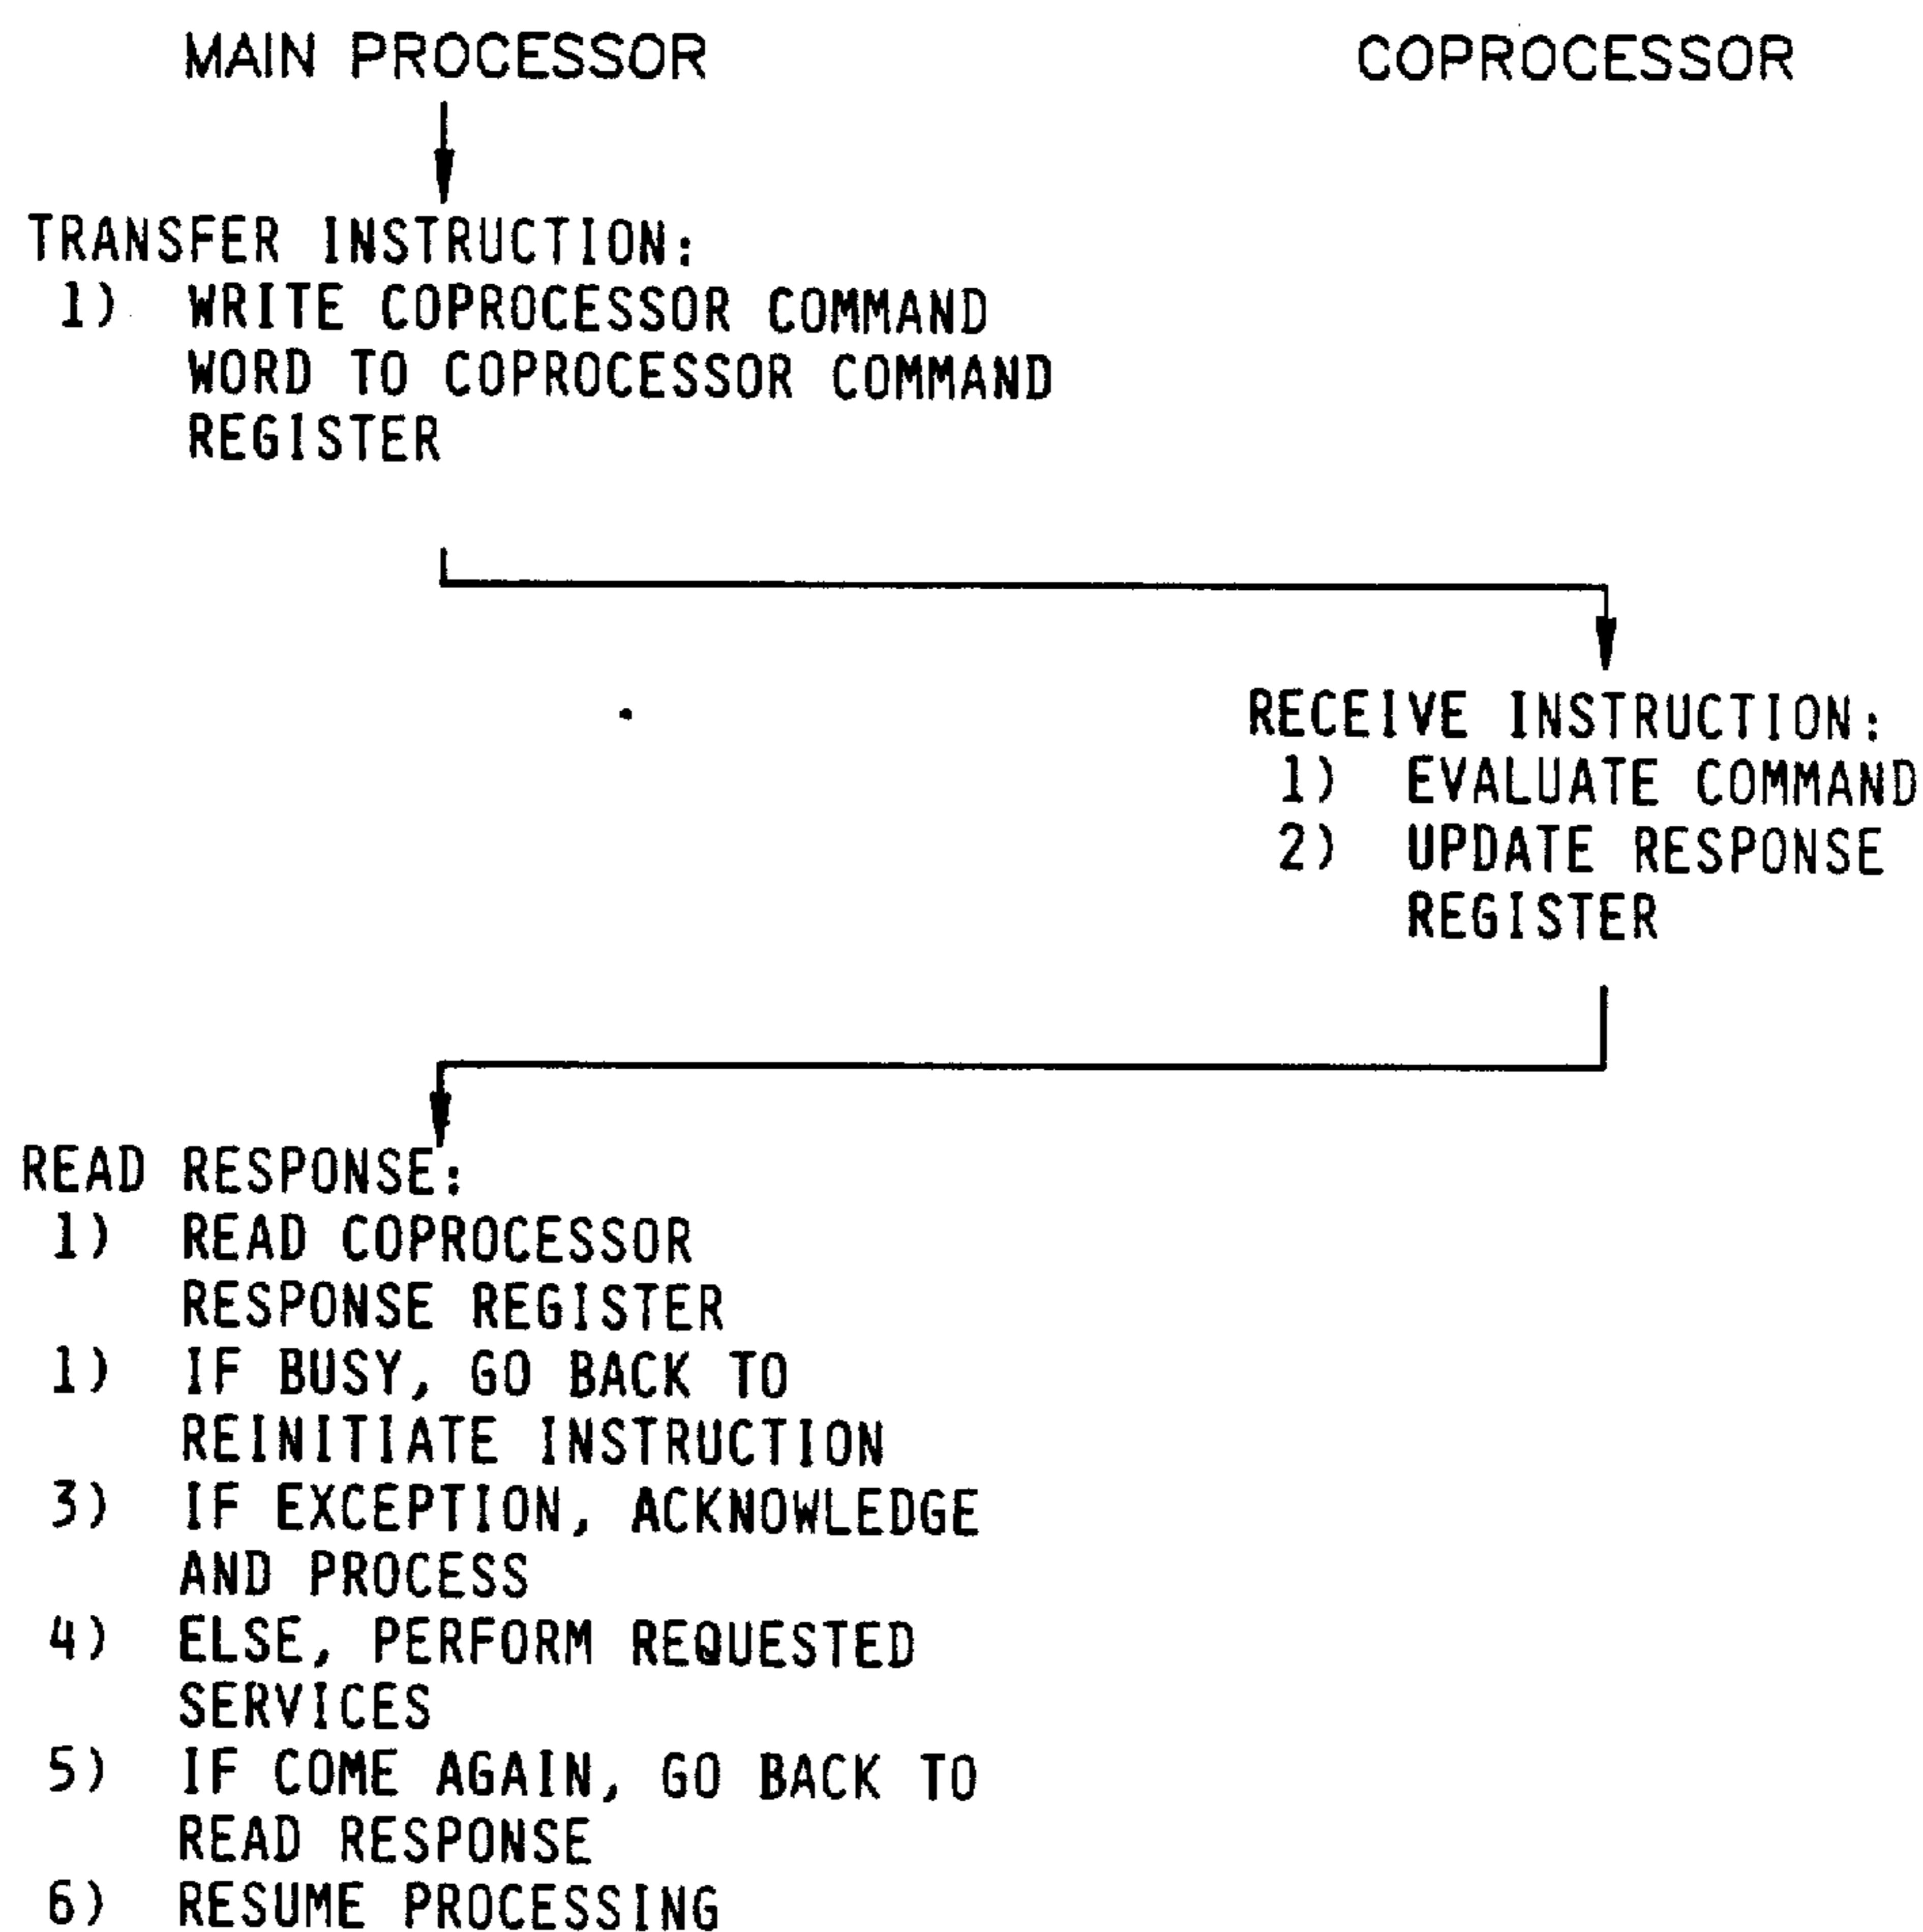 MAIN PROCESSOR
COPROCESSOR
TRANSFER INSTRUCTION:
1) WRITE COPROCESSOR COMMAND
WORD TO COPROCESSOR COMMAND
REGISTER
RECEIVE INSTRUCTION:
1) EVALUATE COMMAND
2) UPDATE RESPONSE
REGISTER
READ RESPONSE:
1) READ COPROCESSOR
RESPONSE REGISTER
1) IF BUSY, GO BACK TO
REINITIATE INSTRUCTION
3) IF EXCEPTION, ACKNOWLEDGE
AND PROCESS
4) ELSE, PERFORM REQUESTED
SERVICES
5) IF COME AGAIN, GO BACK TO
READ RESPONSE
6) RESUME PROCESSING